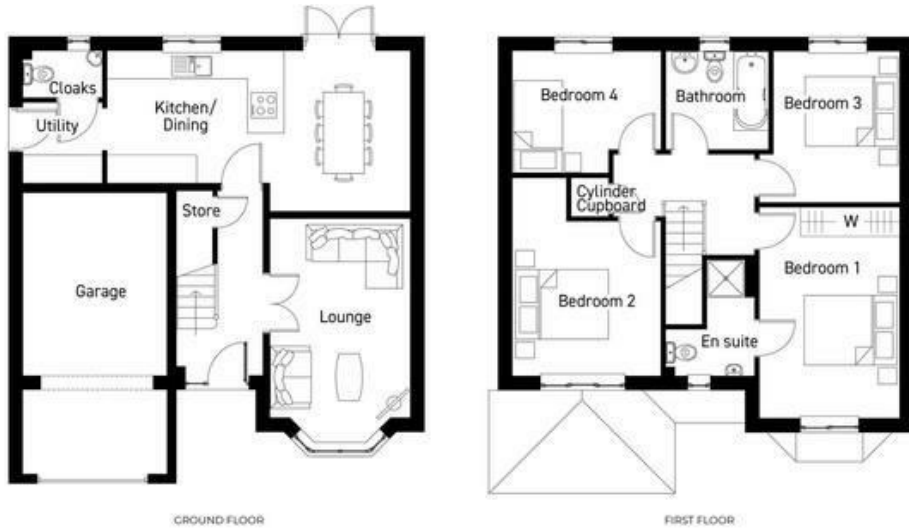 Cloaks
Utility
Kitchen/
Dining
Store
Garage
Lounge
GROUND FLOOR
Bedroom 4
Bathroom
Bedroom 3
Cylinder
Cupboard
W
Bedroom 1
Bedroom 2
En suite
FIRST FLOOR